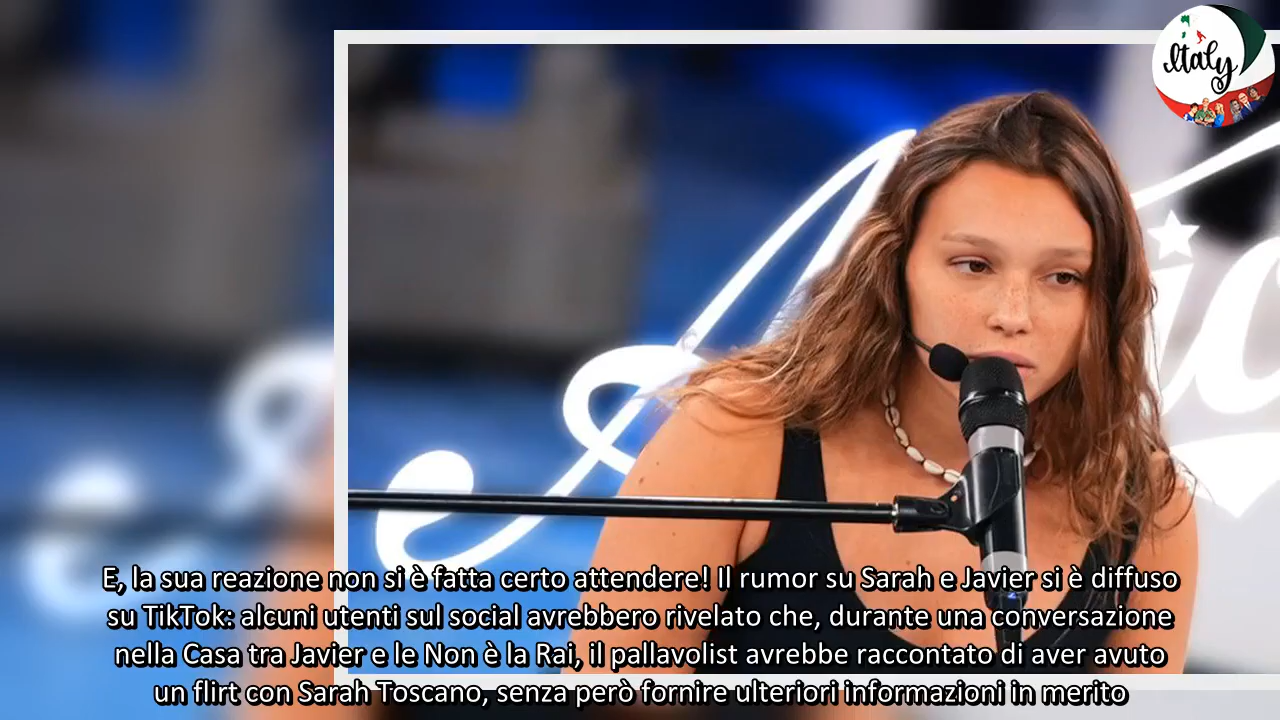 Italy
Amic
E, la sua reazione non si è fatta certo attendere! Il rumor su Sarah e Javier si è diffuso
su TikTok: alcuni utenti sul social avrebbero rivelato che, durante una conversazione
nella Casa tra Javier e le Non è la Rai, il pallavolist avrebbe raccontato di aver avuto
un flirt con Sarah Toscano, senza però fornire ulteriori informazioni in merito